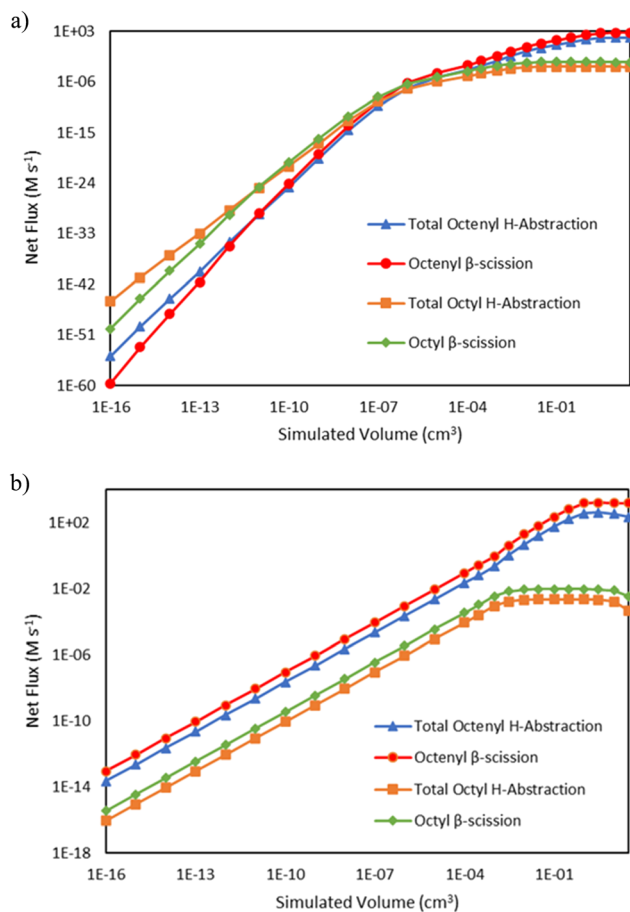 a)
1E+03
1E-06
1E-15
1E-24
1E-33
1E-42
1E-51
1E-60
Net Flux (M s-1)
Total Octenyl H-Abstraction
Octenyl β-scission
Total Octyl H-Abstraction
Octyl β-scission
1E-16 1E-13 1E-10 1E-07 1E-04 1E-01
Simulated Volume (cm3)
b)
1E+02
1E-02
1E-06
1E-10
1E-14
1E-18
Net Flux (M s-1)
Total Octenyl H-Abstraction
Octenyl β-scission
Total Octyl H-Abstraction
Octyl β-scission
1E-16 1E-13 1E-10 1E-07 1E-04 1E-01
Simulated Volume (cm3)